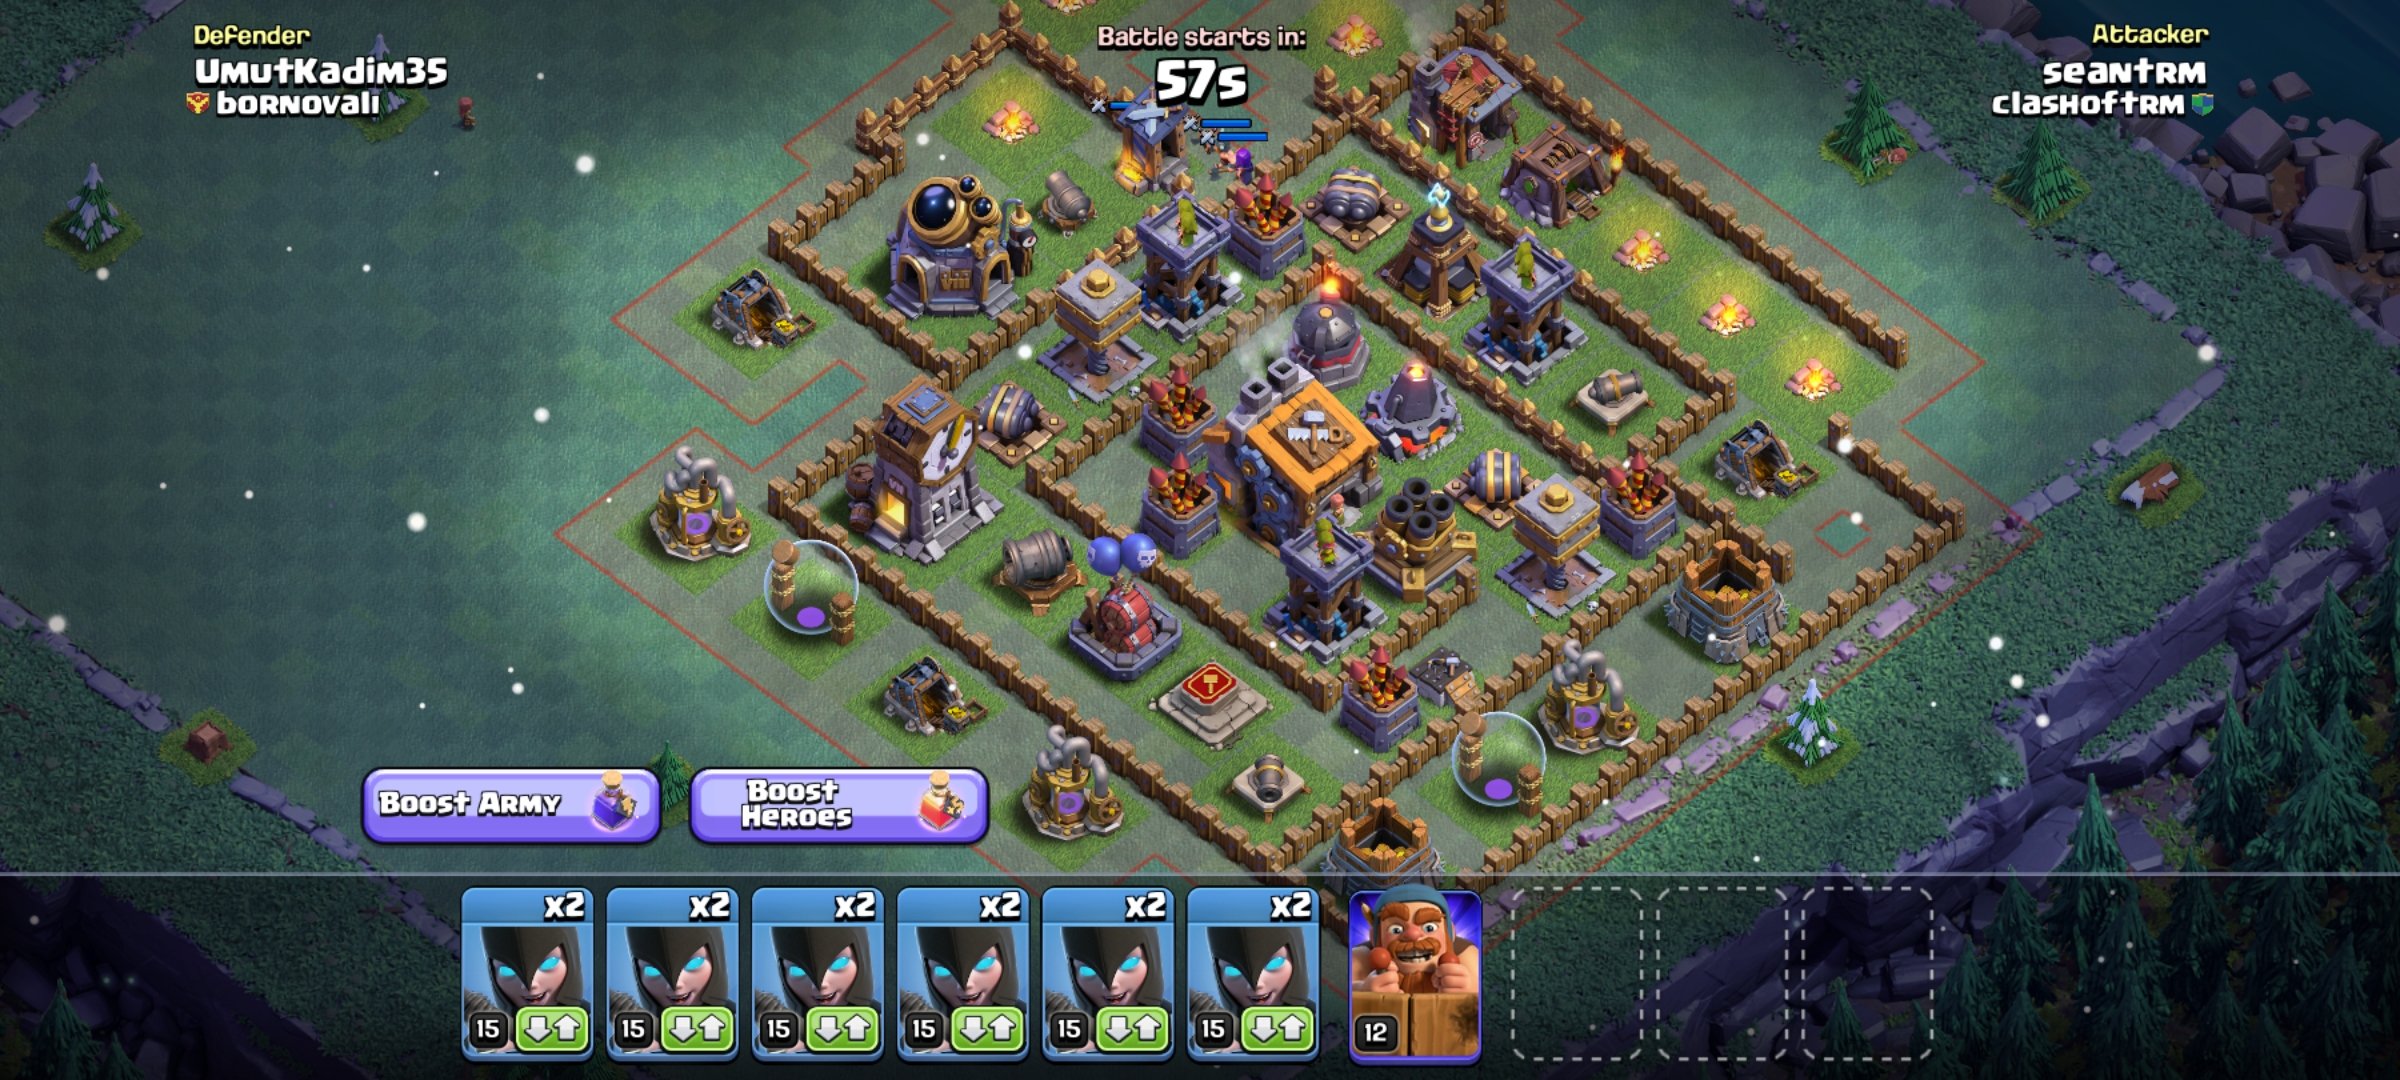 Defender
UmutKadim35
bornovali
Battle starts in:
57s
Attacker
seantRM
clashoftRM
VIII
Boost Army
Boost
Heroes
x2
x2
x2
x2
x2
x2
15
15
15
15
15
15
12